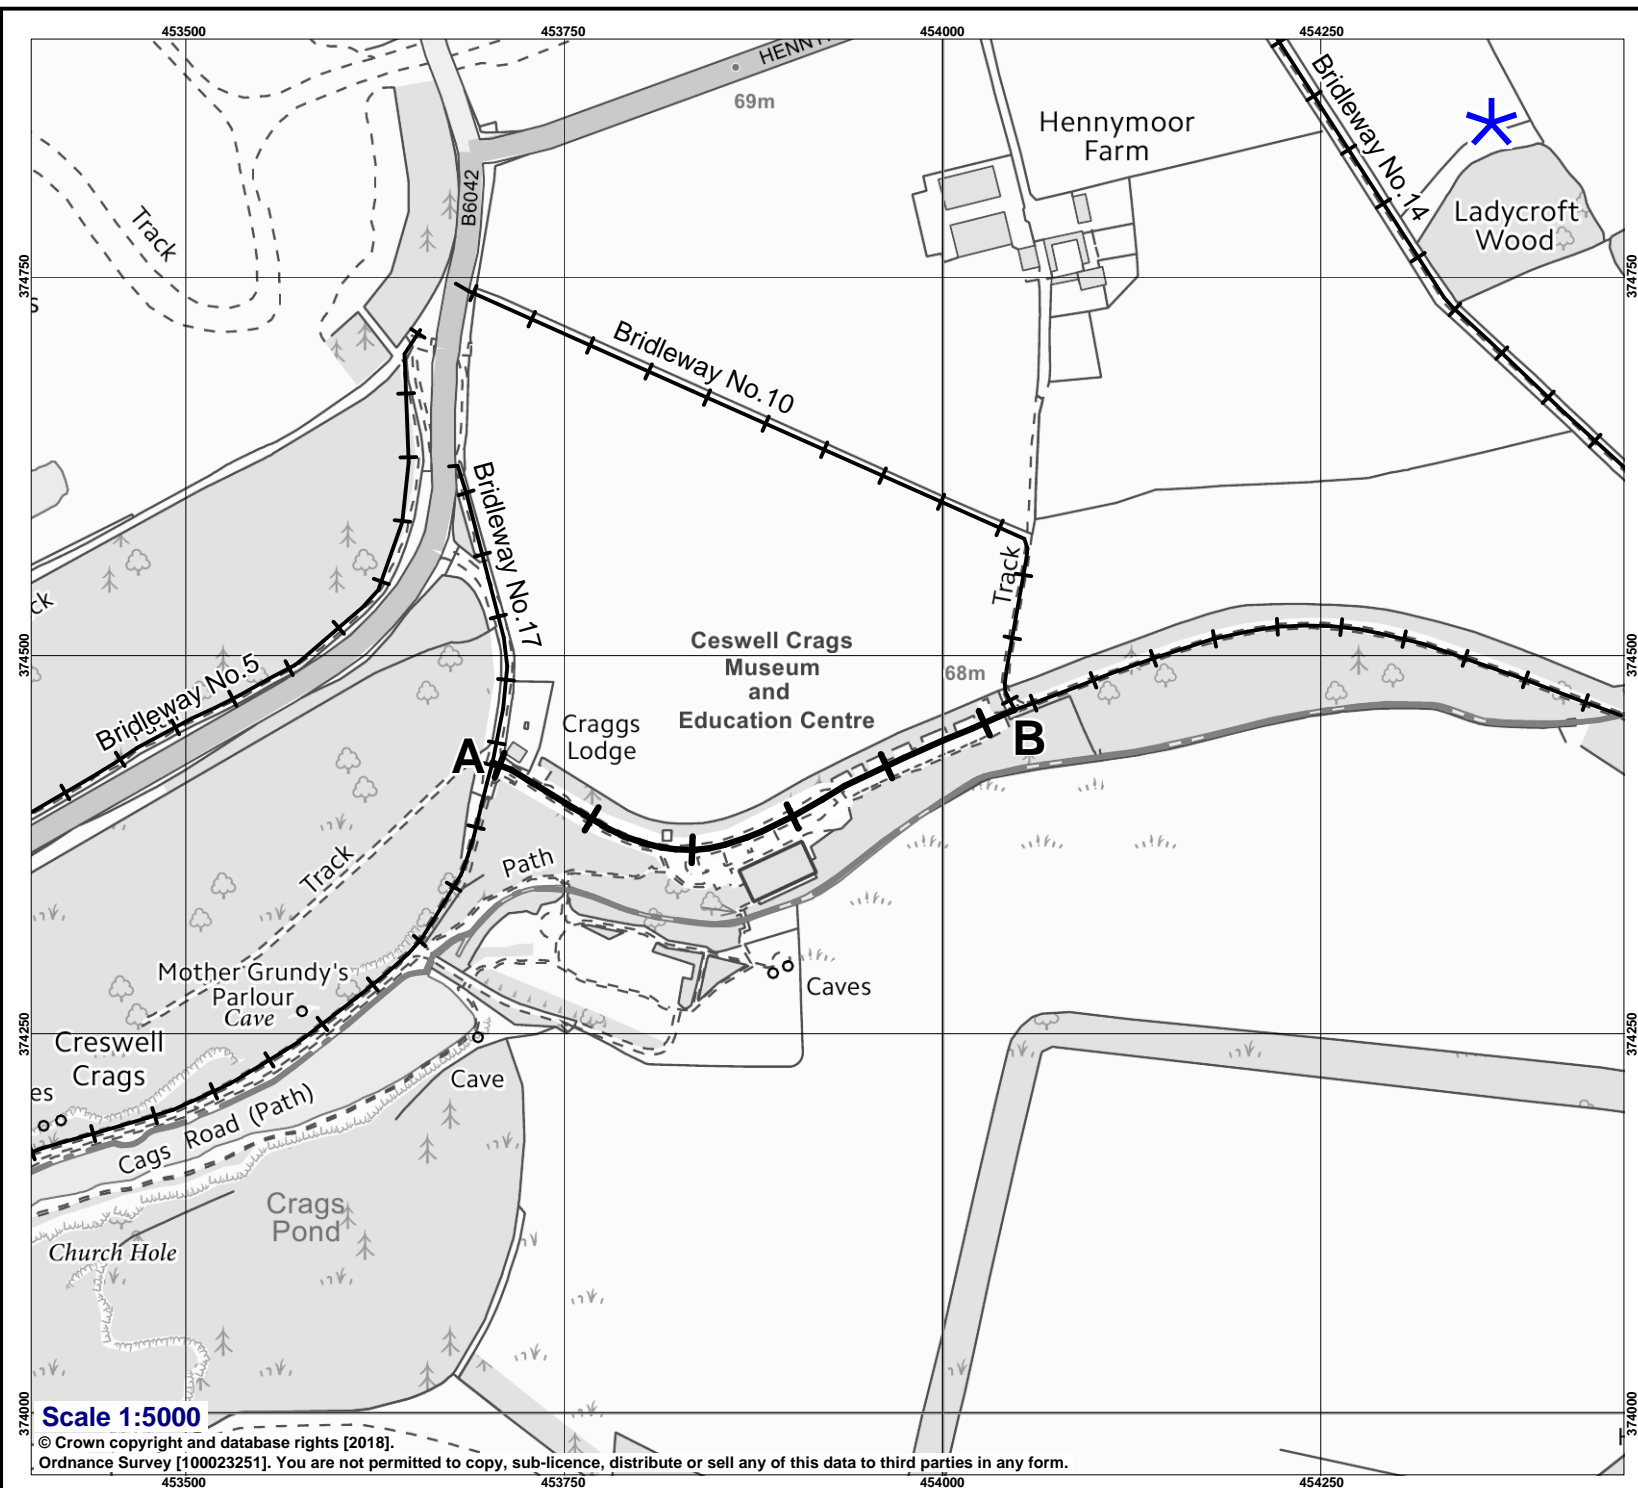 453500
453750
454000
454250
HENNY
69m
Hennymoor
Farm
Bridleway No.14
B6042
Track
Ladycroft
Wood
374750
374750
s
Bridleway No.10
Bridleway No.17
Track
ck
374500
374500
Ceswell Crags
Museum
and
Education Centre
68m
Bridleway No.5
Craggs
Lodge
A
B
Track
Path
Mother Grundy's
Parlour
Cave
Caves
Creswell
Crags
374250
374250
es
Cave
Cags Road (Path)
Crags
Pond
Church Hole
374000
374000
Scale 1:5000
© Crown copyright and database rights [2018].
Ordnance Survey [100023251]. You are not permitted to copy, sub-licence, distribute or sell any of this data to third parties in any form.
453500
453750
454000
454250